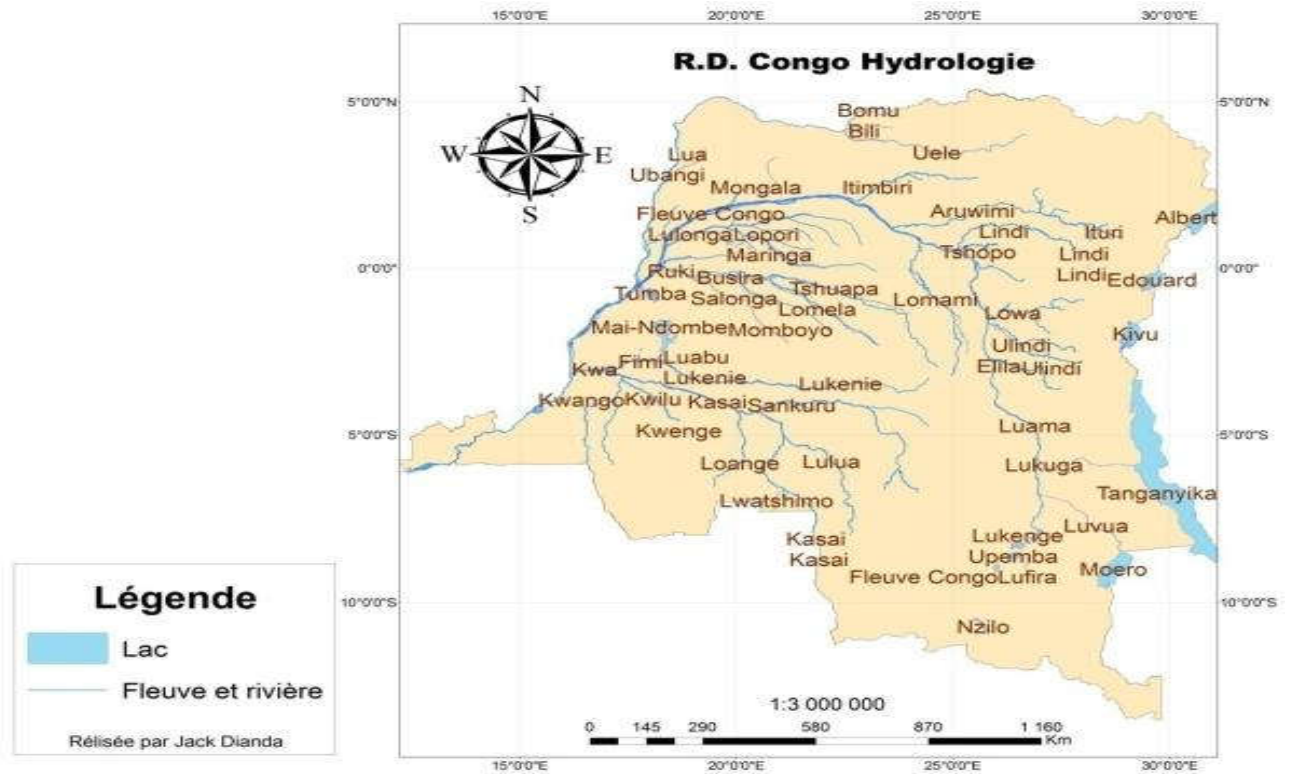 15°0'0"E 20°0'0"E 25°0'0"E 30°0'0"E
R.D. Congo Hydrologie
N
W E
S
5°0'0"N 5°0'0"N
Bomu
Bili
Lua Uele
Ubangi
Mongala Itimbiri
Fleuve Congo Aruwimi Albert
Lulonga Lopori Lindi Ituri
Maringa Tshopo Lindi
0°0'0" 0°0'0"
Ruki Busira Lindi Edouard
Tumba Salonga Tshuapa Lomami
Lomela Lowa
Mai-Ndombe Momboyo Kivu
Ulindi
Kwa Fimi Luabu Elila Ulindi
Lukenie Lukenie
Kwango Kwilu Kasai Sankuru
Kwenge Luama
5°0'0"S 5°0'0"S
Loange Lulua Lukuga
Lwatshimo Tanganyika
Luvua
Kasai Lukenge
Kasai Upemba
Fleuve Congo Lufira Moero
10°0'0"S 10°0'0"S
Nzilo
Légende
Lac
Fleuve et rivière
Rélisée par Jack Dianda
1:3 000 000
0 145 290 580 870 1 160
Km
15°0'0"E 20°0'0"E 25°0'0"E 30°0'0"E